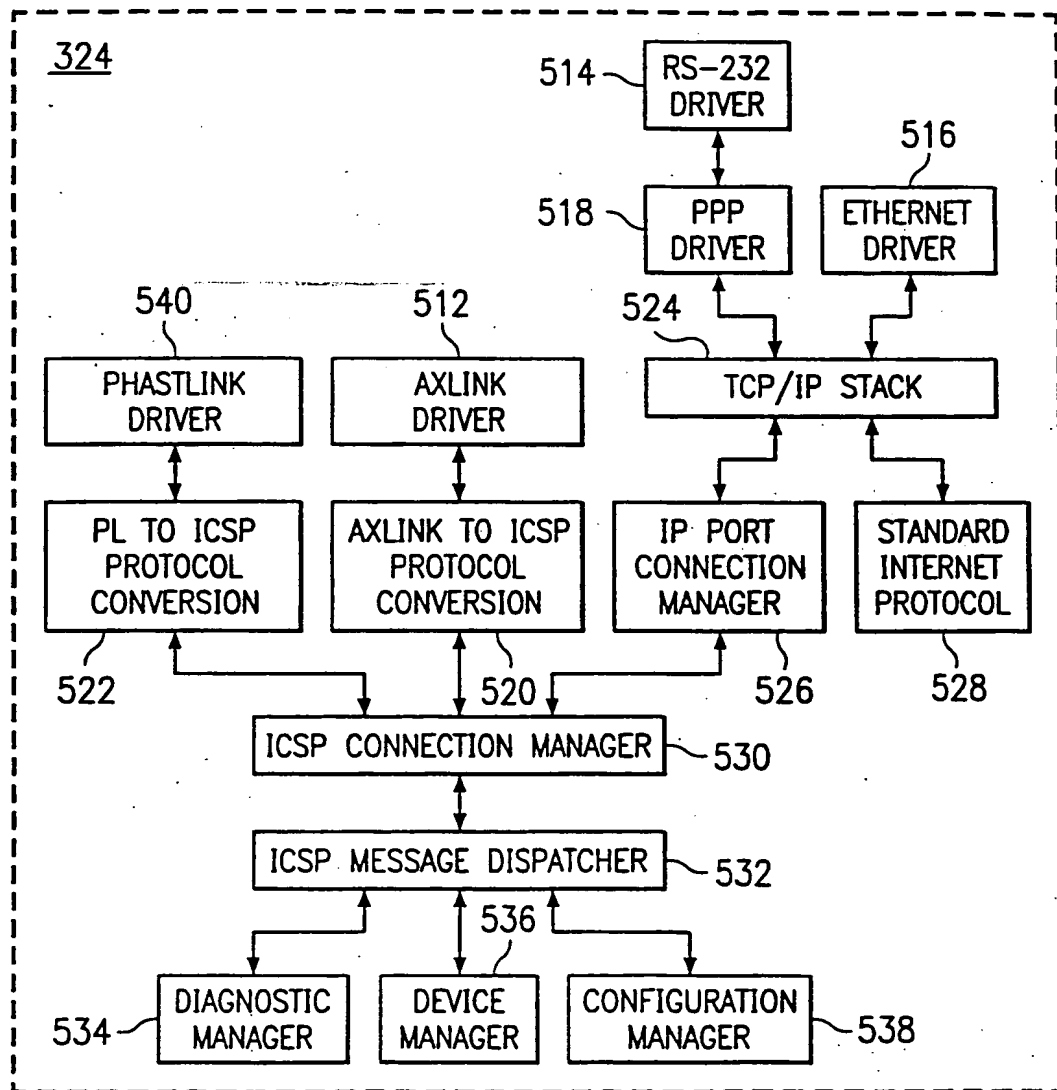 324
514
RS-232
DRIVER
516
518
PPP
DRIVER
ETHERNET
DRIVER
540
512
524
PHASTLINK
DRIVER
AXLINK
DRIVER
TCP/IP STACK
PL TO ICSP
PROTOCOL
CONVERSION
AXLINK TO ICSP
PROTOCOL
CONVERSION
IP PORT
CONNECTION
MANAGER
STANDARD
INTERNET
PROTOCOL
522
520
526
528
ICSP CONNECTION MANAGER
530
ICSP MESSAGE DISPATCHER
532
536
534
DIAGNOSTIC
MANAGER
DEVICE
MANAGER
CONFIGURATION
MANAGER
538